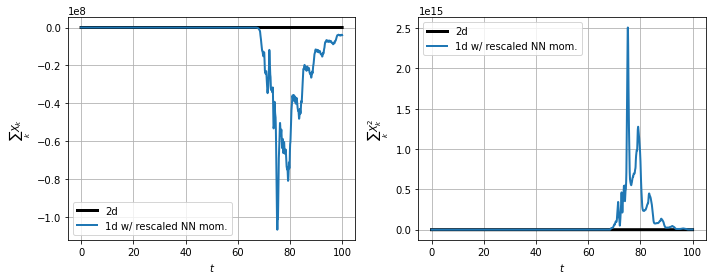 1e8
0.0
−0.2
−0.4
−0.6
−0.8
−1.0
∑ₖ Xₖ
0 20 40 60 80 100
t
2d
1d w/ rescaled NN mom.
1e15
2.5
2.0
1.5
1.0
0.5
0.0
∑ₖ Xₖ²
0 20 40 60 80 100
t
2d
1d w/ rescaled NN mom.